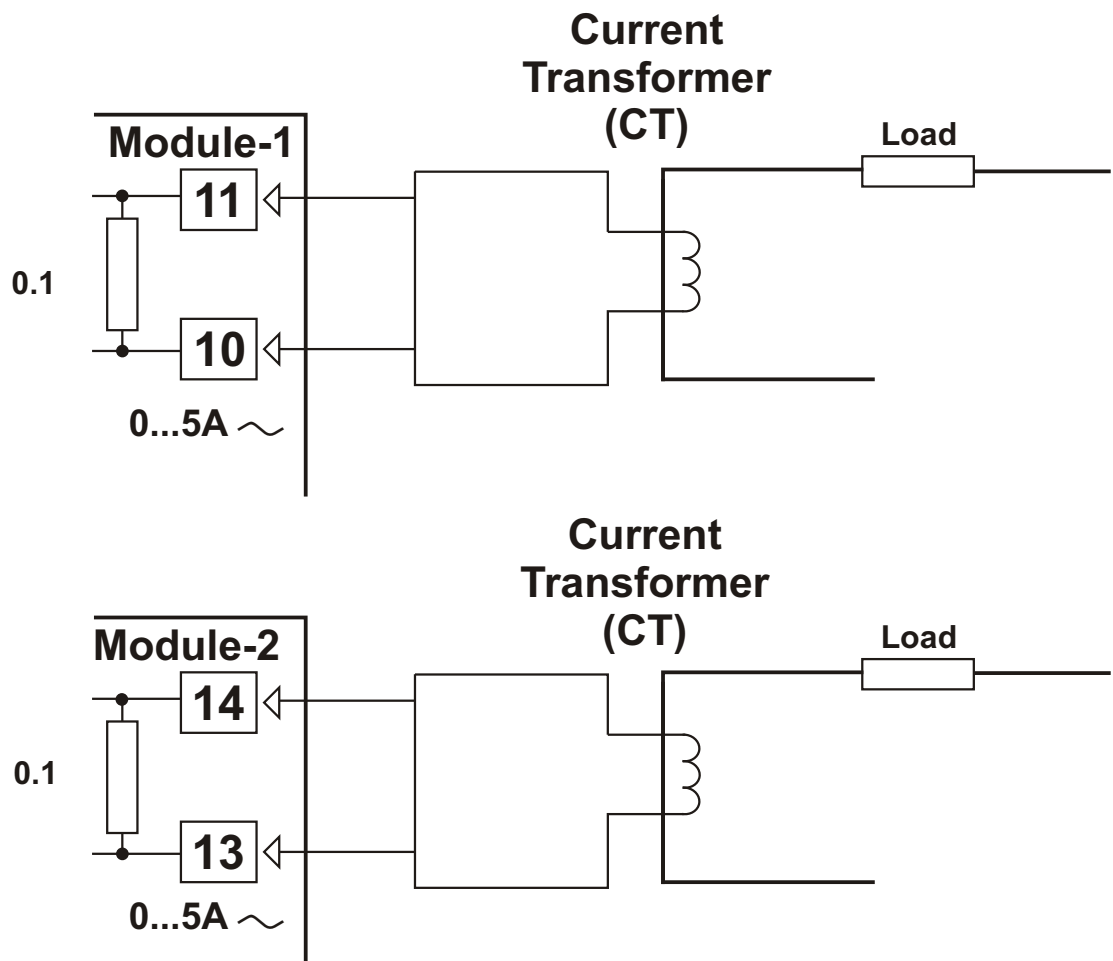 Current
Transformer
(CT)
Load
Module-1
11
0.1
10
0...5A
Current
Transformer
(CT)
Load
Module-2
14
0.1
13
0...5A